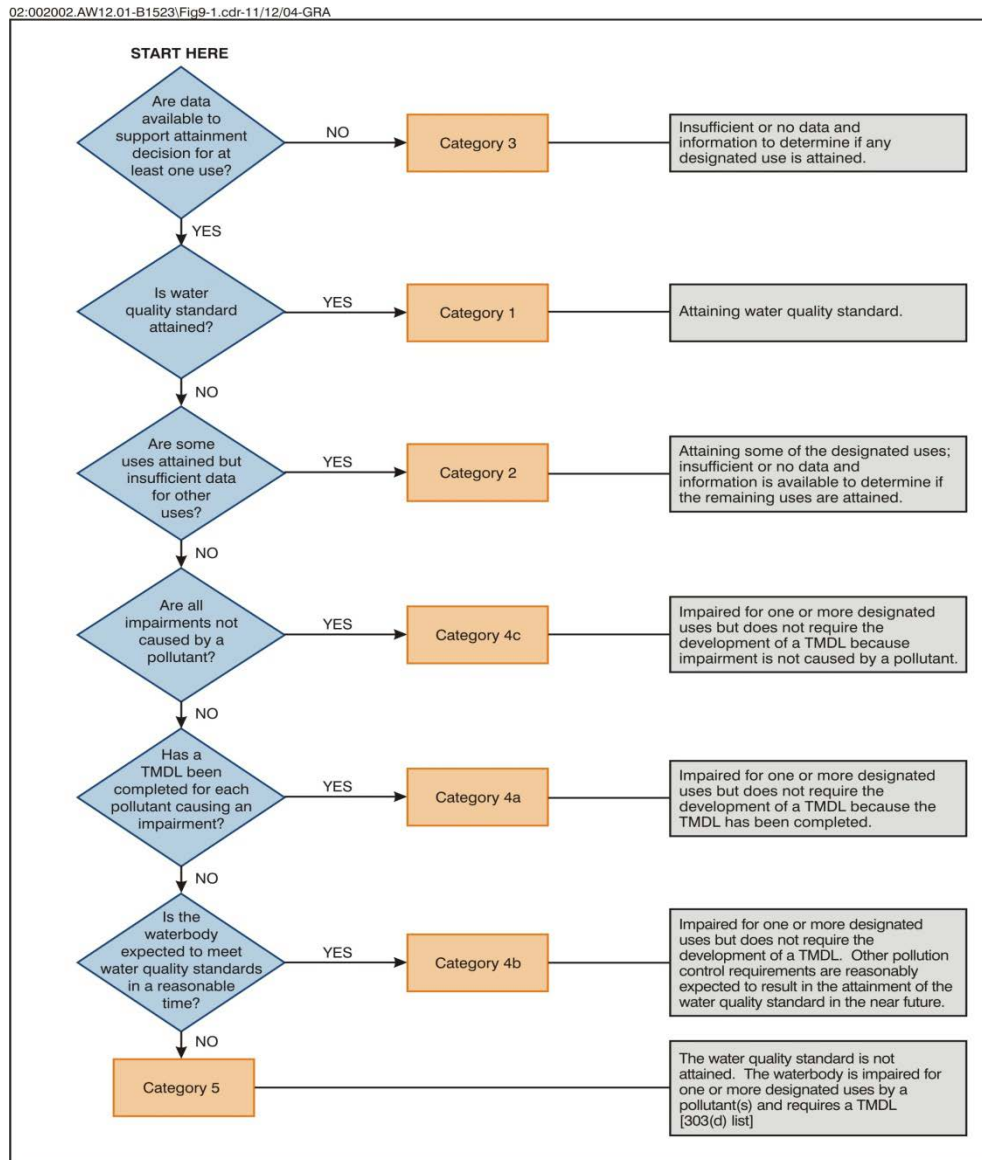 02:002002.AW12.01-B1523\Fig9-1.cdr-11/12/04-GRA
START HERE
Are data
available to
support attainment
decision for at
least one use?
NO
Category 3
Insufficient or no data and
information to determine if any
designated use is attained.
YES
Is water
quality standard
attained?
YES
Category 1
Attaining water quality standard.
NO
Are some
uses attained but
insufficient data
for other
uses?
YES
Category 2
Attaining some of the designated uses;
insufficient or no data and
information is available to determine if
the remaining uses are attained.
NO
Are all
impairments not
caused by a
pollutant?
YES
Category 4c
Impaired for one or more designated
uses but does not require the
development of a TMDL because
impairment is not caused by a pollutant.
NO
Has a
TMDL been
completed for each
pollutant causing an
impairment?
YES
Category 4a
Impaired for one or more designated
uses but does not require the
development of a TMDL because the
TMDL has been completed.
NO
Is the
waterbody
expected to meet
water quality standards
in a reasonable
time?
YES
Category 4b
Impaired for one or more designated
uses but does not require the
development of a TMDL. Other pollution
control requirements are reasonably
expected to result in the attainment of the
water quality standard in the near future.
NO
Category 5
The water quality standard is not
attained. The waterbody is impaired for
one or more designated uses by a
pollutant(s) and requires a TMDL
[303(d) list]